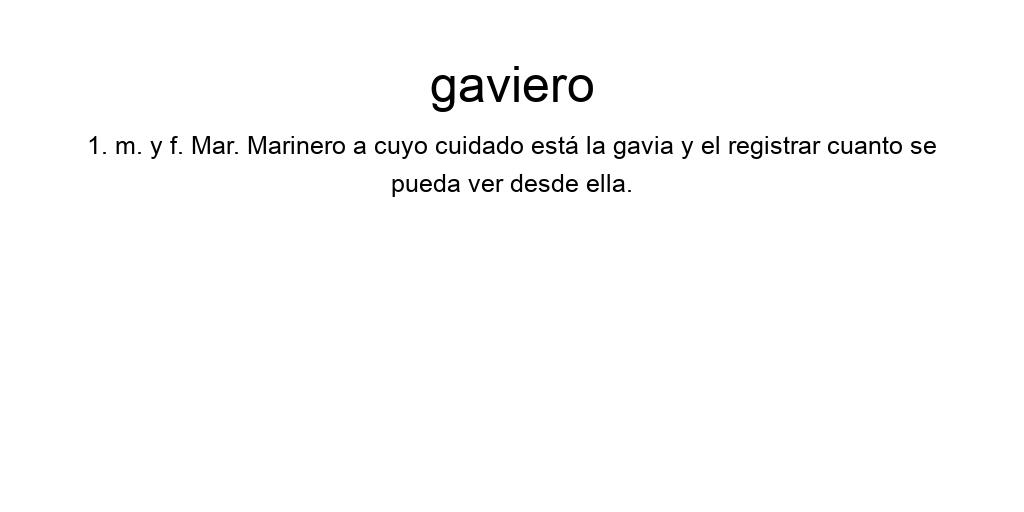 gaviero
1. m. y f. Mar. Marinero a cuyo cuidado está la gavia y el registrar cuanto se
pueda ver desde ella.